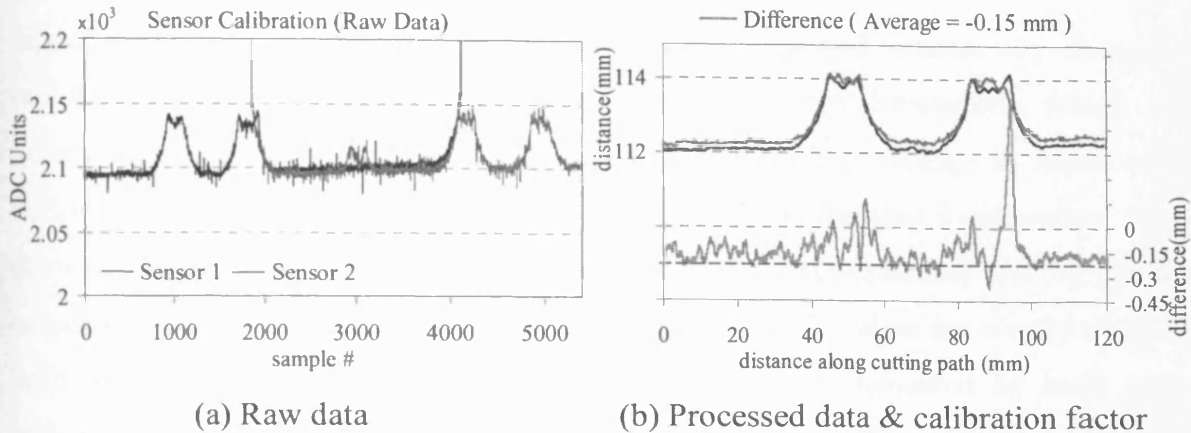 x10³ Sensor Calibration (Raw Data)
2.2
2.15
2.1
2.05
2
ADC Units
Sensor 1 Sensor 2
0 1000 2000 3000 4000 5000
sample #
(a) Raw data
Difference ( Average = -0.15 mm )
114
112
distance(mm)
0
-0.15
-0.3
-0.45
difference(mm)
0 20 40 60 80 100 120
distance along cutting path (mm)
(b) Processed data & calibration factor